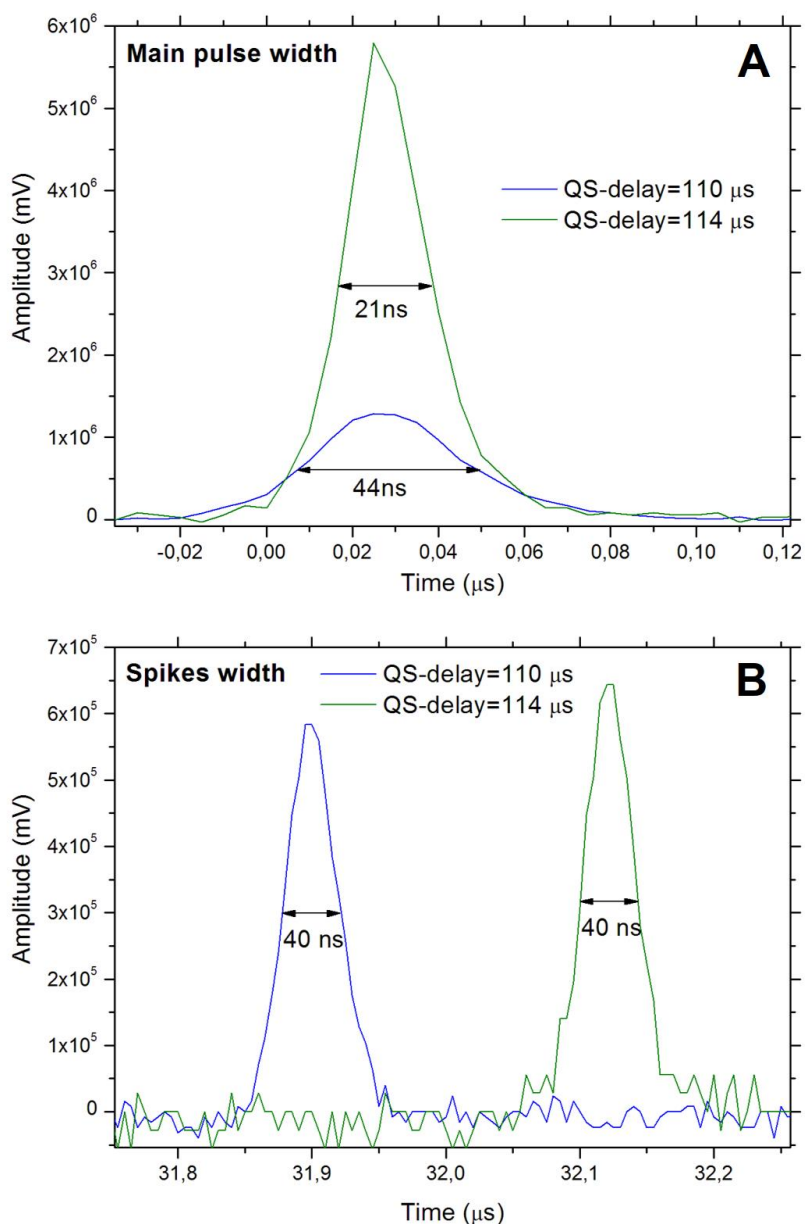 Main pulse width
A
QS-delay=110 μs
QS-delay=114 μs
6x10⁶
5x10⁶
4x10⁶
3x10⁶
2x10⁶
1x10⁶
0
Amplitude (mV)
21ns
44ns
-0,02 0,00 0,02 0,04 0,06 0,08 0,10 0,12
Time (μs)
Spikes width
B
QS-delay=110 μs
QS-delay=114 μs
7x10⁵
6x10⁵
5x10⁵
4x10⁵
3x10⁵
2x10⁵
1x10⁵
0
Amplitude (mV)
40 ns
40 ns
31,8 31,9 32,0 32,1 32,2
Time (μs)